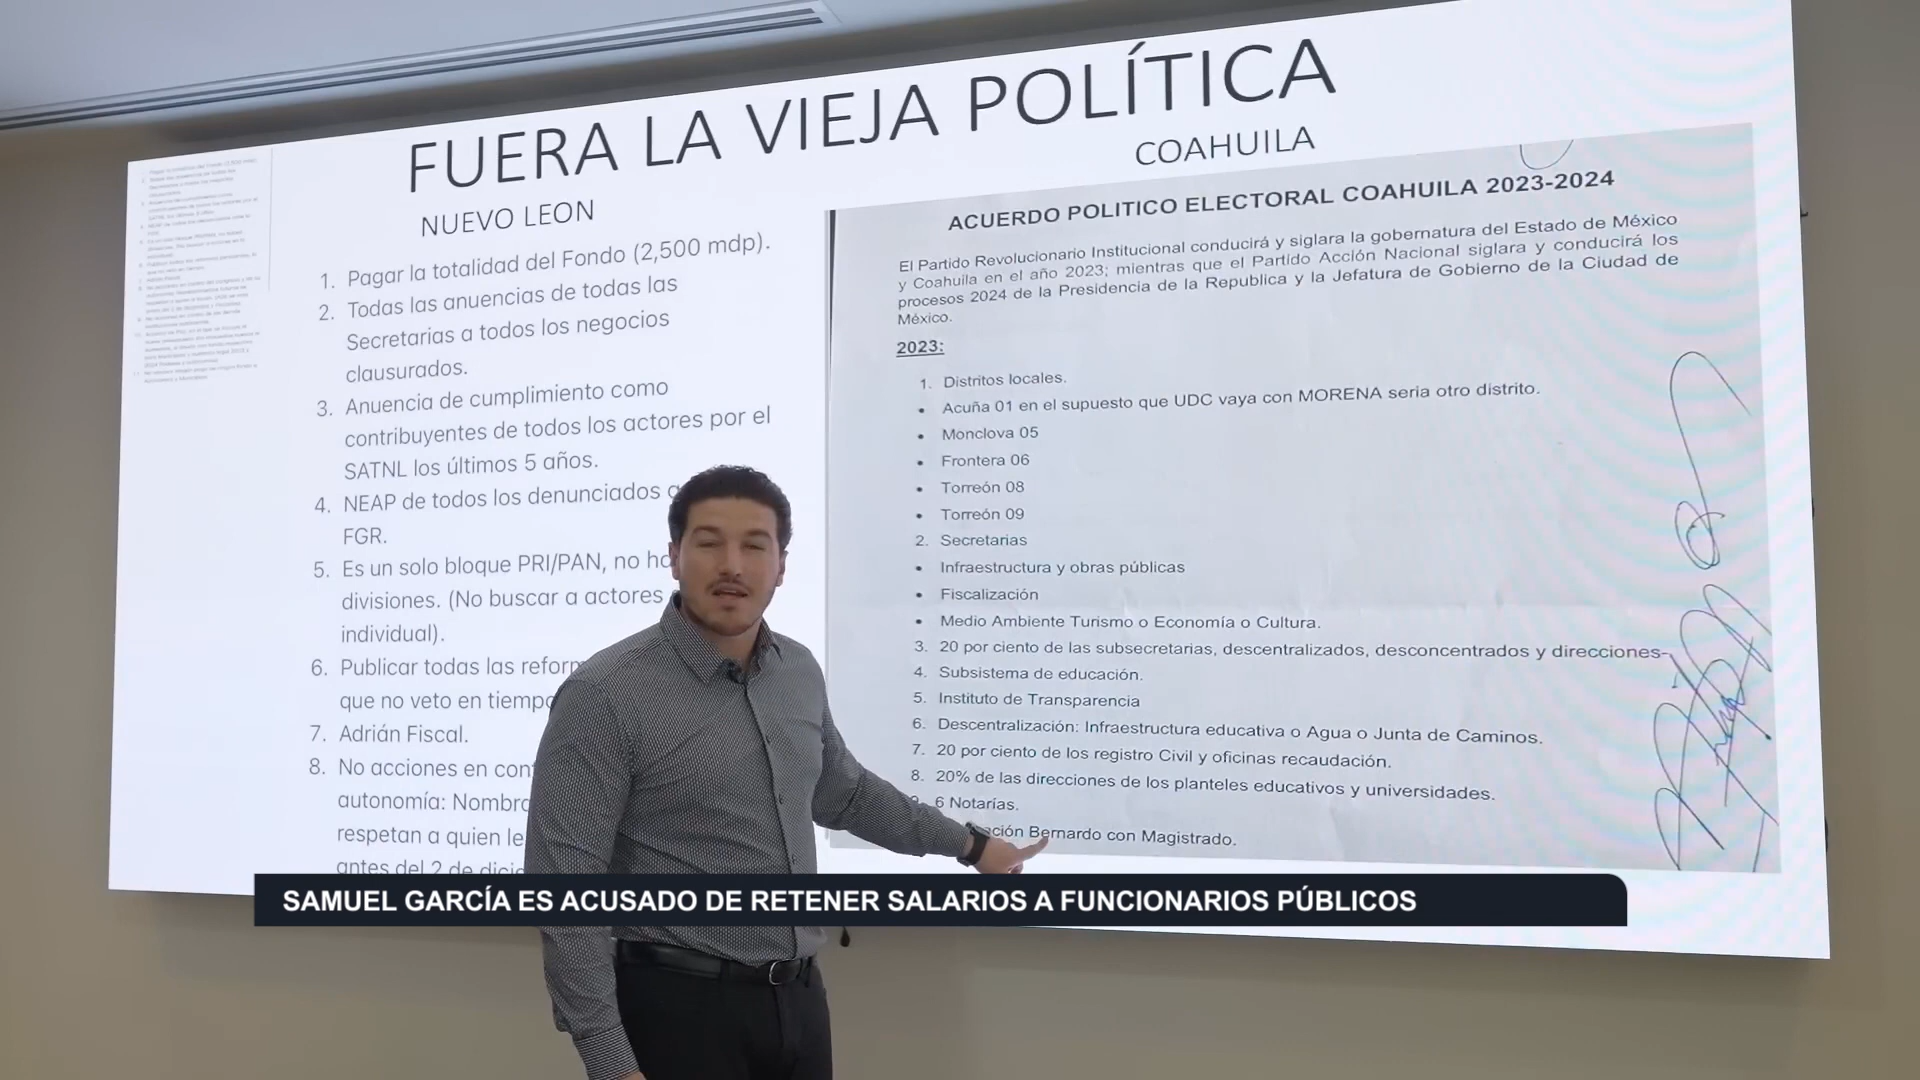 FUERA LA VIEJA POLÍTICA
NUEVO LEON
1. Pagar la totalidad del Fondo (2,500 mdp).
2. Todas las anuencias de todas las
Secretarias a todos los negocios
clausurados.
3. Anuencia de cumplimiento como
contribuyentes de todos los actores por el
SATNL los últimos 5 años.
4. NEAP de todos los denunciados
FGR.
5. Es un solo bloque PRI/PAN, no
divisiones. (No buscar a actores
individual).
6. Publicar todas las
que no veto en
7. Adrián Fiscal.
8. No acciones en
autonomía:
respetan a quien
antes del 2 de
COAHUILA
ACUERDO POLITICO ELECTORAL COAHUILA 2023-2024
El Partido Revolucionario Institucional conducirá y siglara la gobernatura del Estado de México
y Coahuila en el año 2023; mientras que el Partido Acción Nacional siglara y conducirá los
procesos 2024 de la Presidencia de la Republica y la Jefatura de Gobierno de la Ciudad de
México.
2023:
1. Distritos locales.
• Acuña 01 en el supuesto que UDC vaya con MORENA seria otro distrito.
• Monclova 05
• Frontera 06
• Torreón 08
• Torreón 09
2. Secretarias
• Infraestructura y obras públicas
• Fiscalización
• Medio Ambiente Turismo o Economía o Cultura.
3. 20 por ciento de las subsecretarias, descentralizados, desconcentrados y direcciones
4. Subsistema de educación.
5. Instituto de Transparencia
6. Descentralización: Infraestructura educativa o Agua o Junta de Caminos.
7. 20 por ciento de los registro Civil y oficinas recaudación.
8. 20% de las direcciones de los planteles educativos y universidades.
6 Notarías.
Bernardo con Magistrado.
SAMUEL GARCÍA ES ACUSADO DE RETENER SALARIOS A FUNCIONARIOS PÚBLICOS